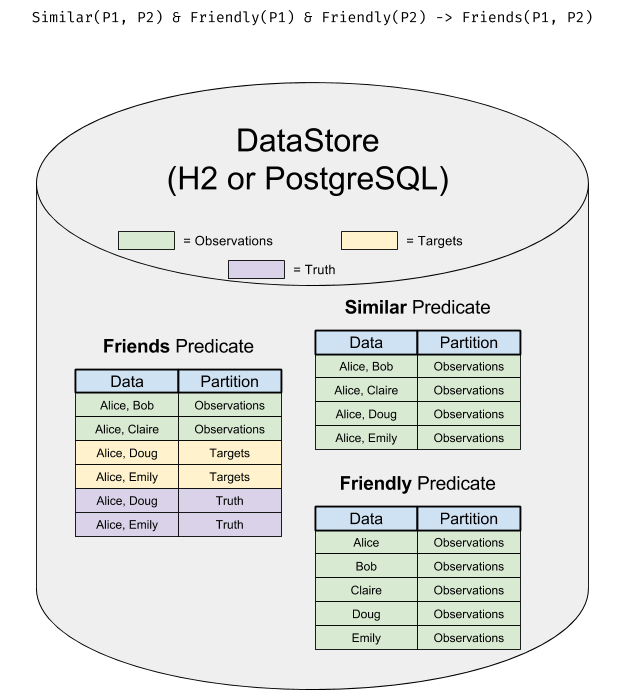 Similar(P1, P2) & Friendly(P1) & Friendly(P2) -> Friends(P1, P2)
DataStore
(H2 or PostgreSQL)
= Observations
= Targets
= Truth
Friends Predicate
Data Partition
Alice, Bob Observations
Alice, Claire Observations
Alice, Doug Targets
Alice, Emily Targets
Alice, Doug Truth
Alice, Emily Truth
Similar Predicate
Data Partition
Alice, Bob Observations
Alice, Claire Observations
Alice, Doug Observations
Alice, Emily Observations
Friendly Predicate
Data Partition
Alice Observations
Bob Observations
Claire Observations
Doug Observations
Emily Observations